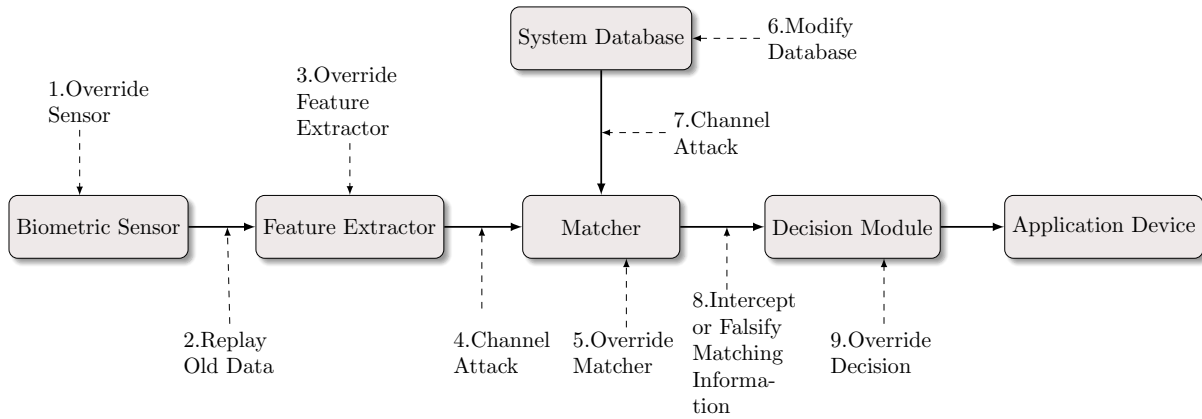 System Database
6.Modify
Database
1.Override
Sensor
3.Override
Feature
Extractor
7.Channel
Attack
Biometric Sensor
Feature Extractor
Matcher
Decision Module
Application Device
2.Replay
Old Data
4.Channel
Attack
5.Override
Matcher
8.Intercept
or Falsify
Matching
Informa-
tion
9.Override
Decision